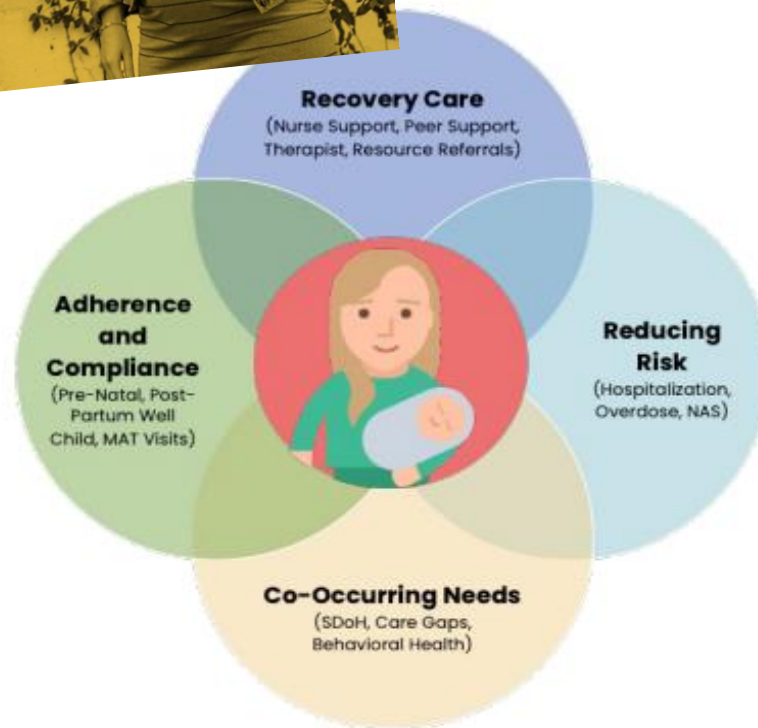 Recovery Care
(Nurse Support, Peer Support,
Therapist, Resource Referrals)
Adherence
and
Compliance
(Pre-Natal, Post-
Partum Well
Child, MAT Visits)
Reducing
Risk
(Hospitalization,
Overdose, NAS)
Co-Occurring Needs
(SDoH, Care Gaps,
Behavioral Health)